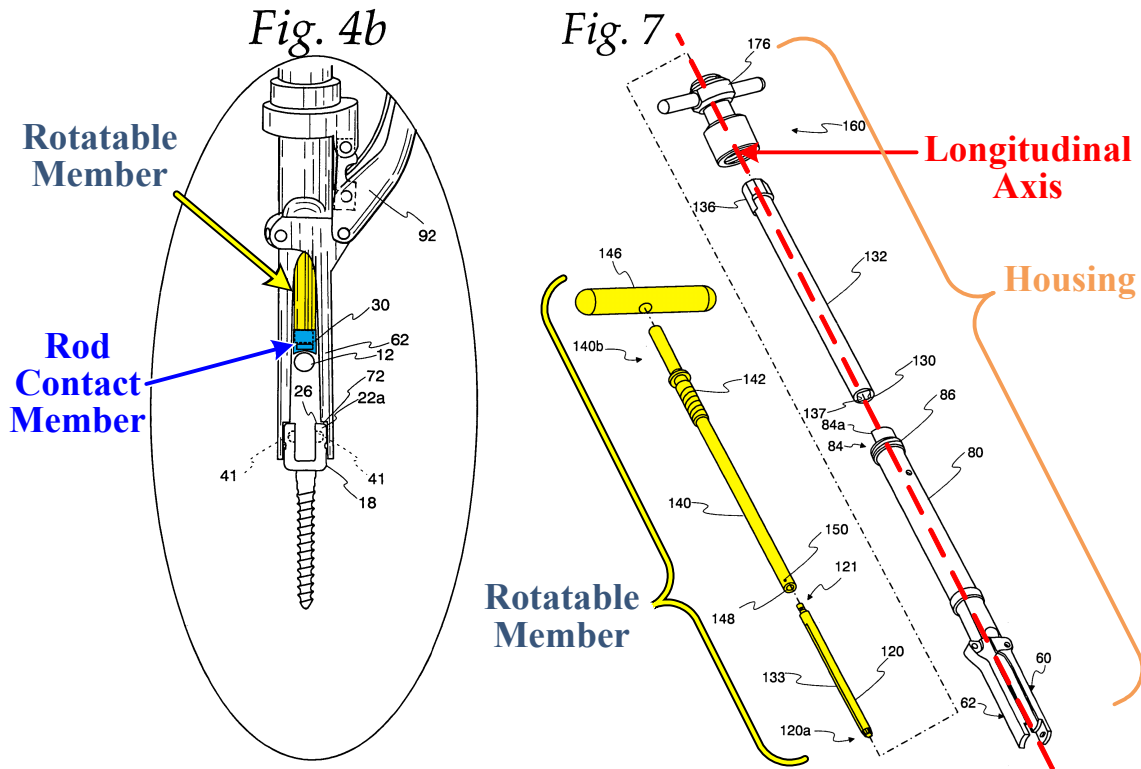 Fig. 4b
Rotatable
Member
92
30
62
12
Rod
Contact
Member
26
72
22a
41
41
18
Fig. 7
176
160
Longitudinal
Axis
136
132
Housing
146
140b
142
130
137
84a
84
86
80
140
150
121
148
Rotatable
Member
133
120
120a
60
62